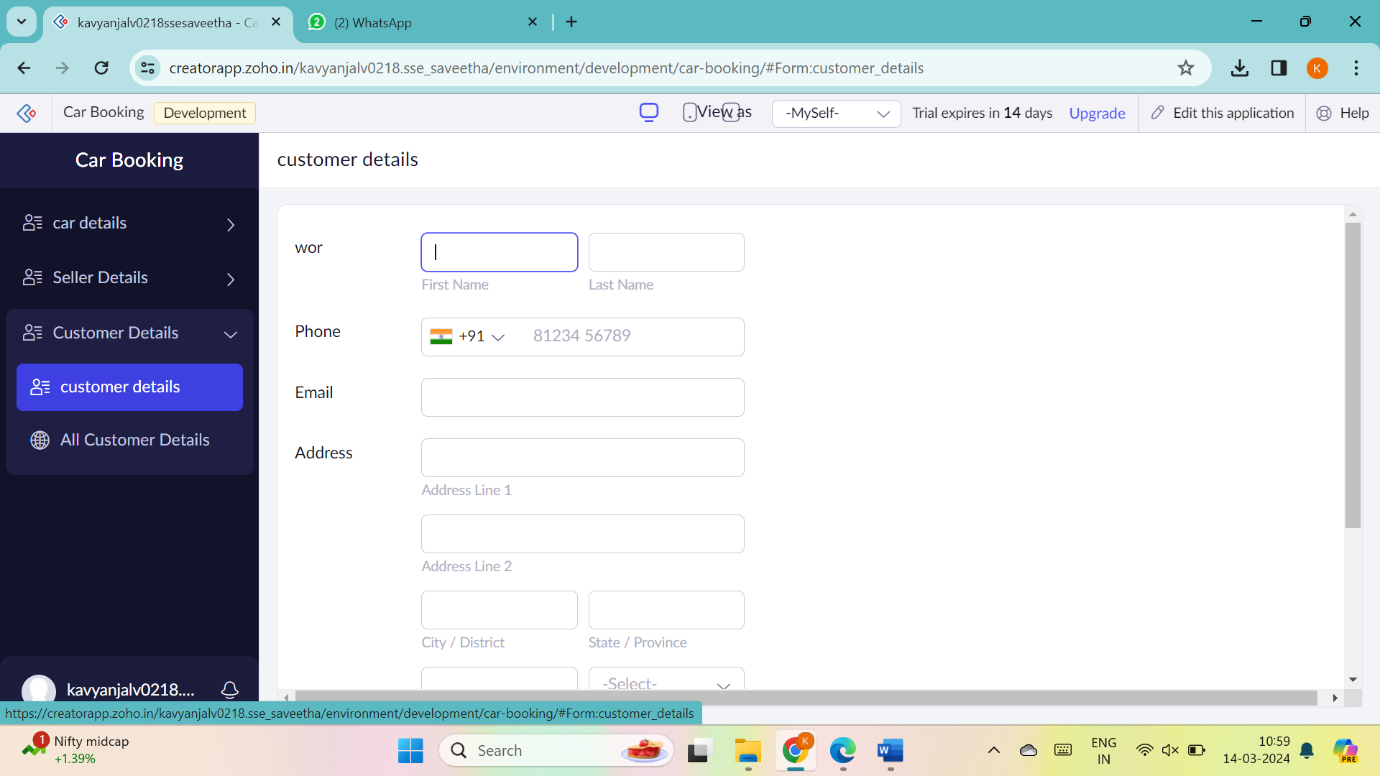 kavyanjalv0218ssesaveetha - Ca
(2) WhatsApp
creatorapp.zoho.in/kavyanjalv0218.sse_saveetha/environment/development/car-booking/#Form:customer_details
K
Car Booking
Development
View as
-MySelf-
Trial expires in 14 days
Upgrade
Edit this application
Help
Car Booking
customer details
car details
Seller Details
Customer Details
customer details
All Customer Details
wor
First Name
Last Name
Phone
+91
81234 56789
Email
Address
Address Line 1
Address Line 2
City / District
State / Province
-Select-
kavyanjalv0218....
https://creatorapp.zoho.in/kavyanjalv0218.sse_saveetha/environment/development/car-booking/#Form:customer_details
1
Nifty midcap
+1.39%
Search
K
W
ENG
IN
10:59
14-03-2024
PRE